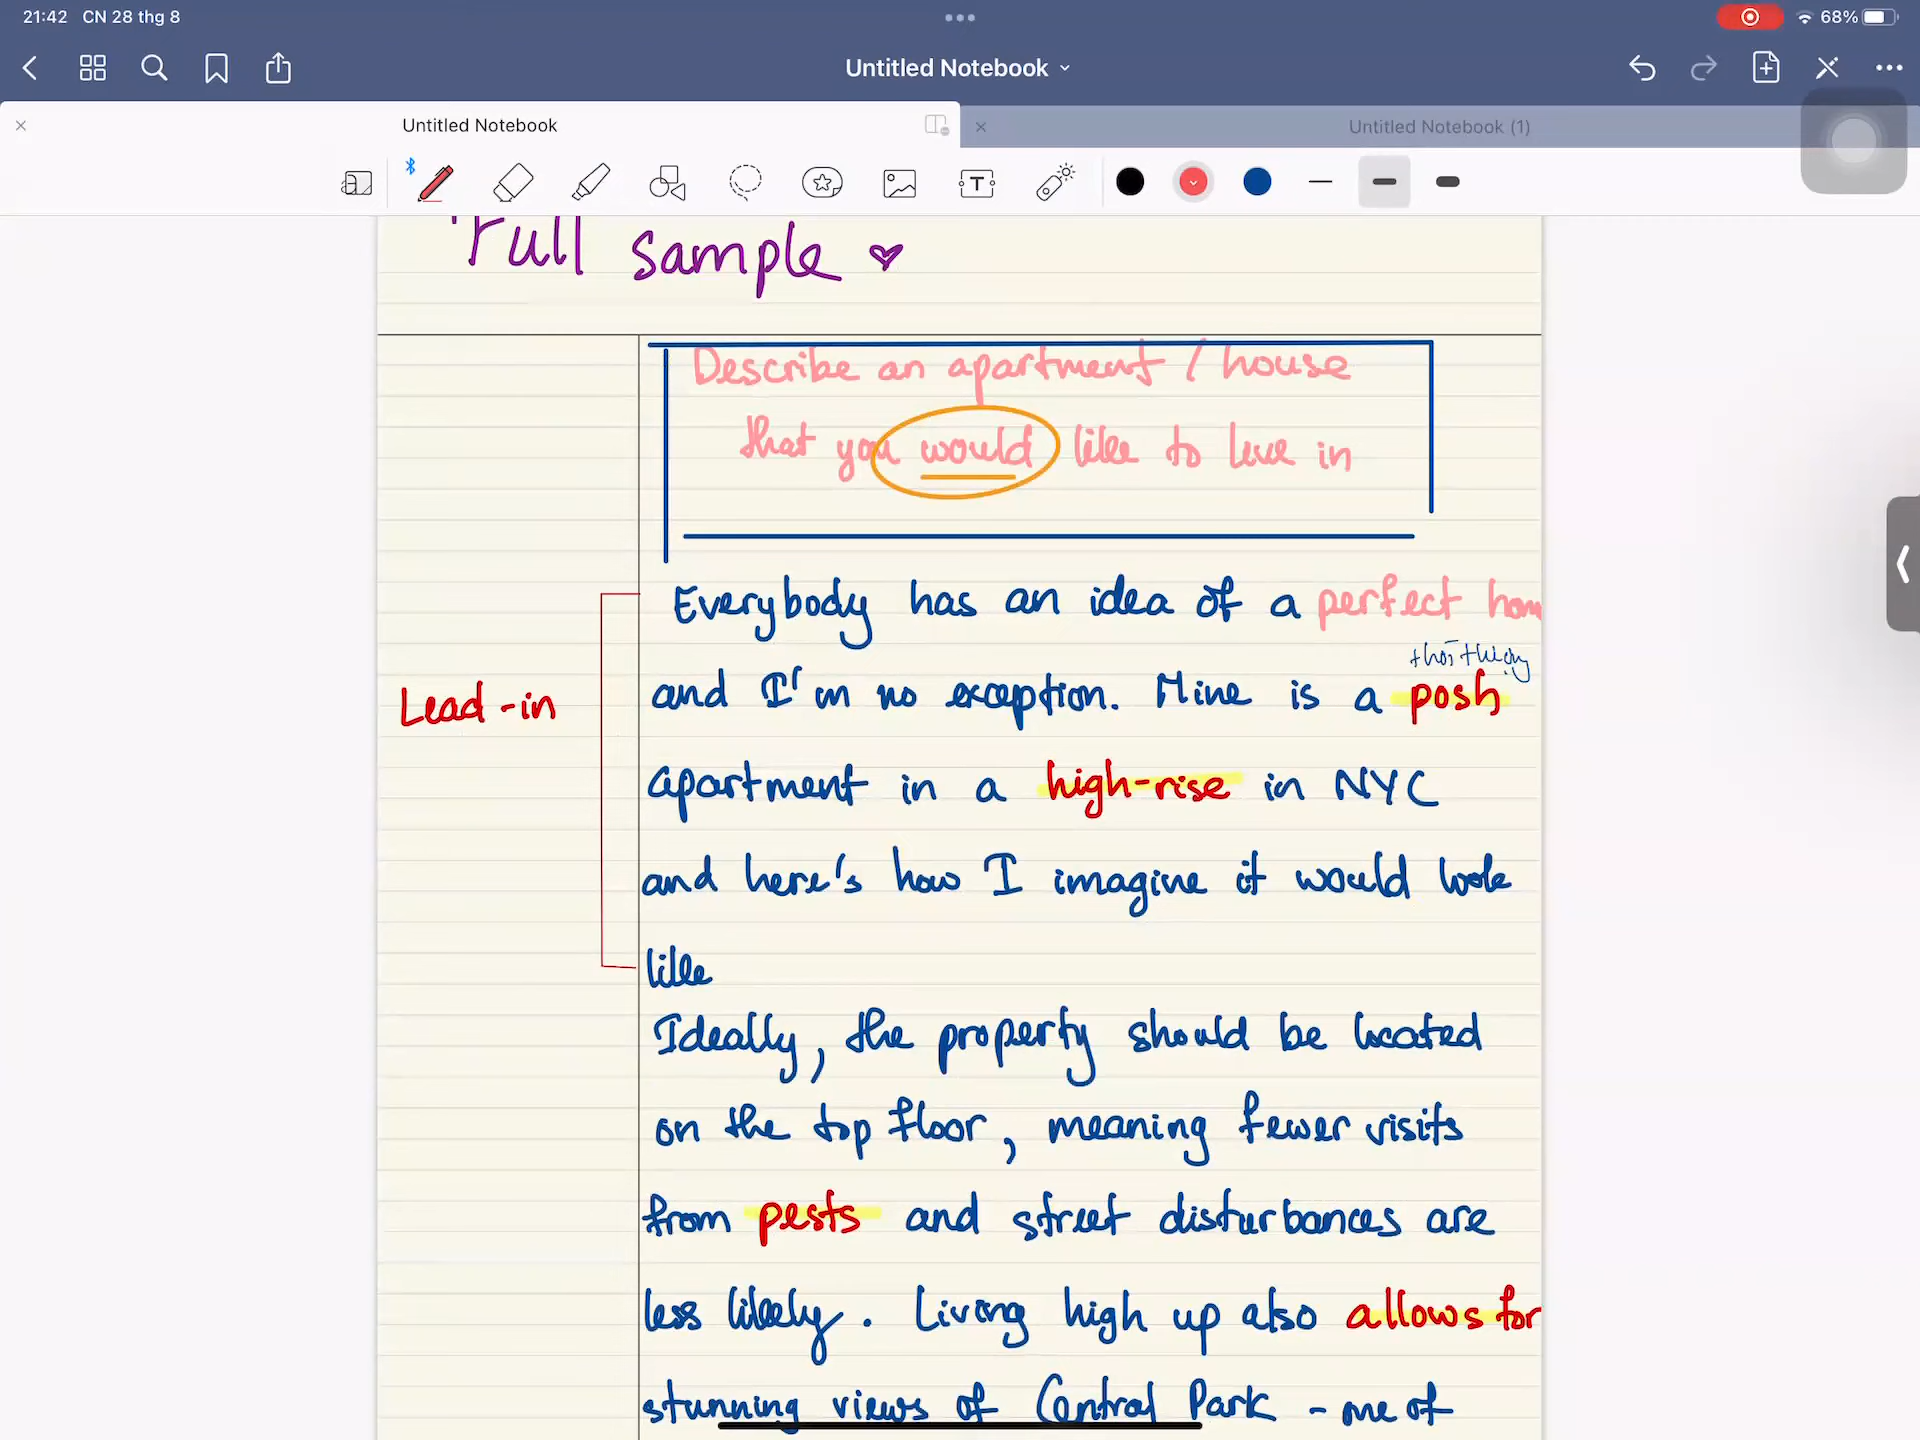 21:42 CN 28 thg 8
68%
Untitled Notebook
Untitled Notebook
Untitled Notebook (1)
Full sample
Describe an apartment / house
that you would like to live in
Everybody has an idea of a perfect hom
thời thượng
Lead-in
and I'm no exception. Mine is a posh
apartment in a high-rise in NYC
and here's how I imagine it would look
like
Ideally, the property should be located
on the top floor, meaning fewer visits
from pests and street disturbances are
less likely. Living high up also allows for
stunning views of Central Park - one of